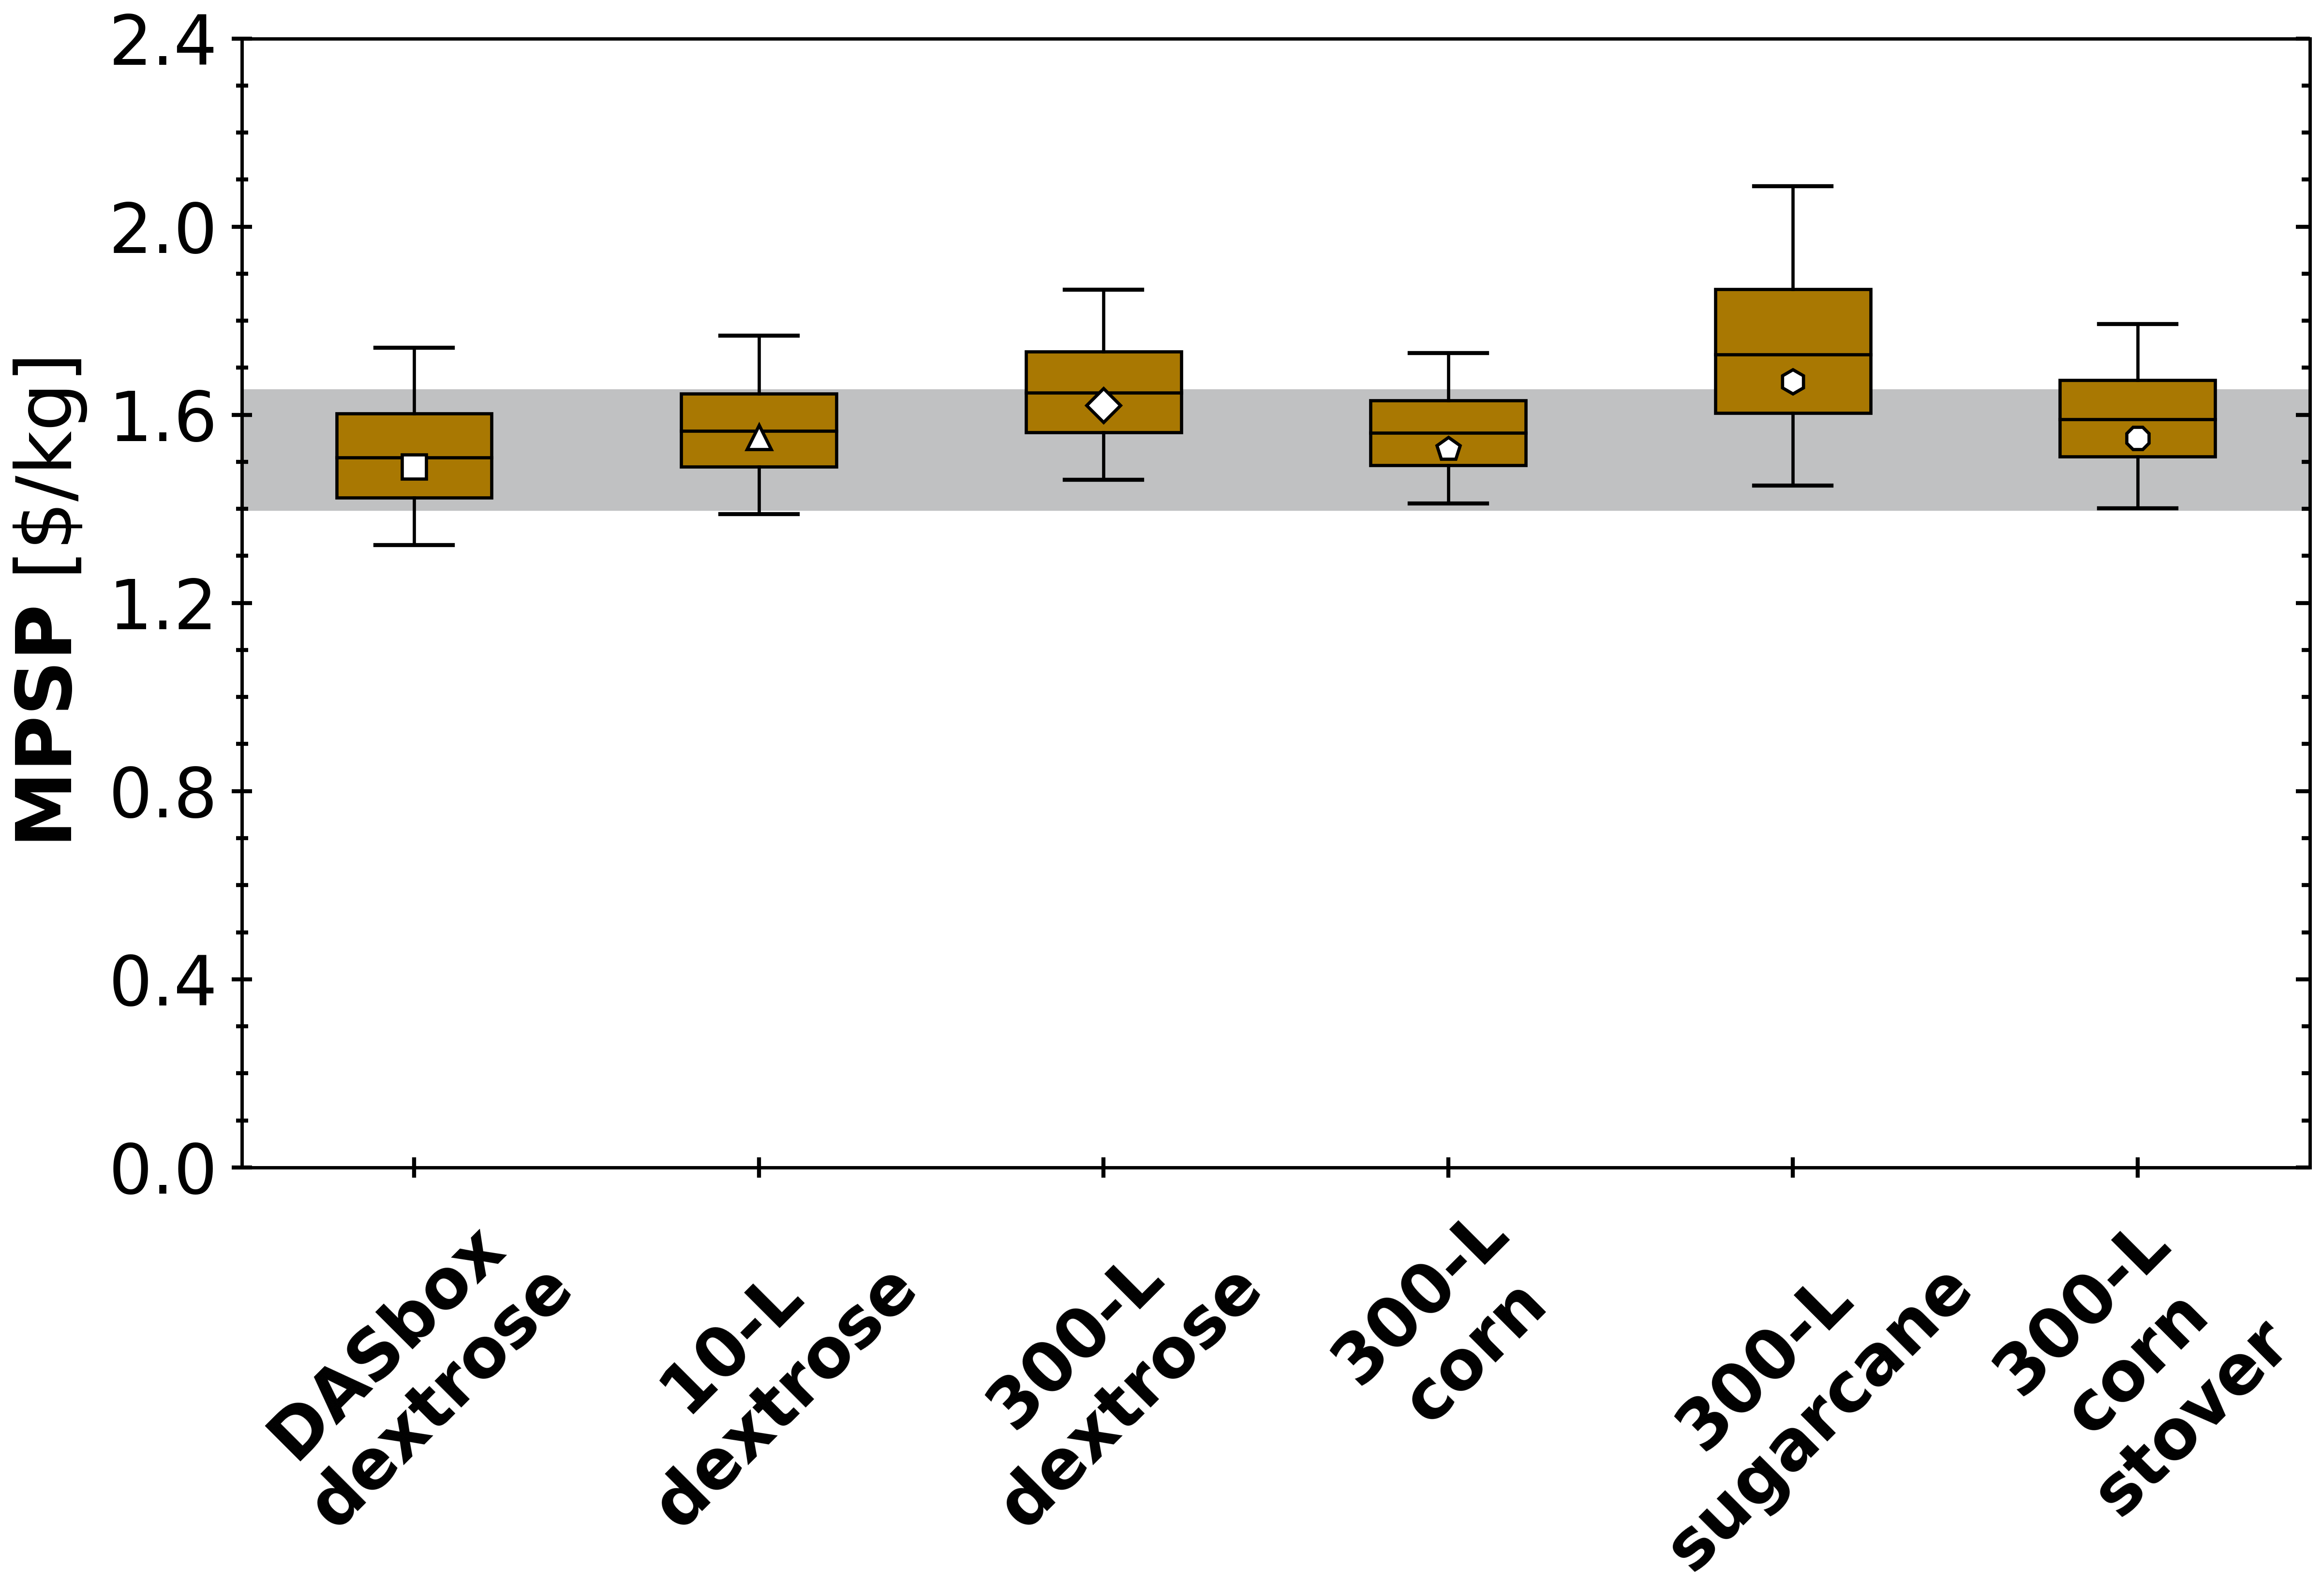 MPSP [$/kg]
2.4
2.0
1.6
1.2
0.8
0.4
0.0
DASbox
dextrose
10-L
dextrose
300-L
dextrose
300-L
corn
300-L
sugarcane
300-L
corn
stover